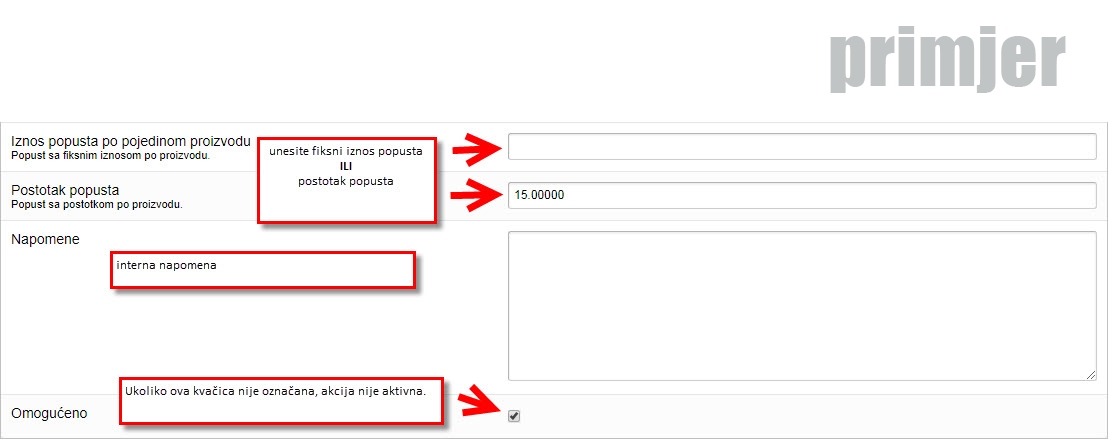 primjer
Iznos popusta po pojedinom proizvodu
Popust sa fiksnim iznosom po proizvodu.
unesite fiksni iznos popusta
ILI
postotak popusta
Postotak popusta
Popust sa postotkom po proizvodu.
15.00000
Napomene
interna napomena
Ukoliko ova kvačica nije označana, akcija nije aktivna.
Omogućeno